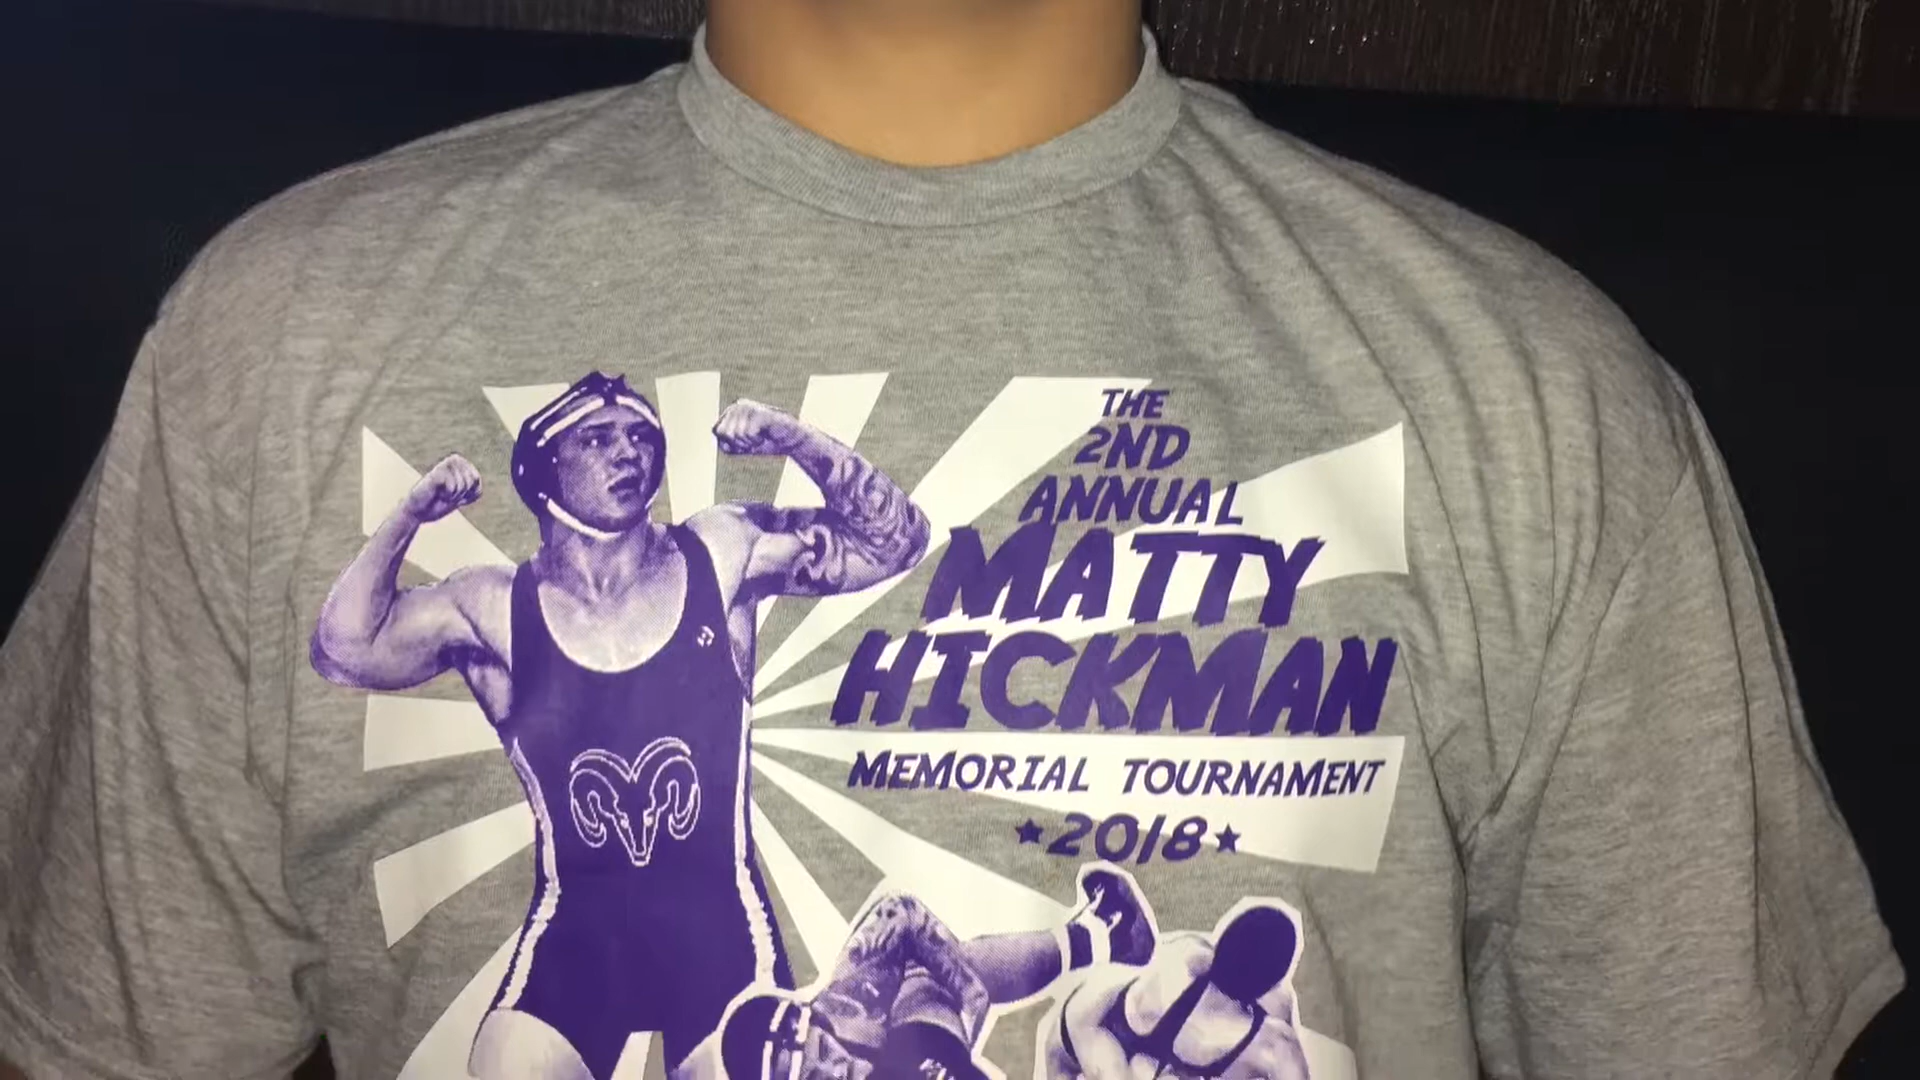 THE
2ND
ANNUAL
MATTY
HICKMAN
MEMORIAL TOURNAMENT
★2018★